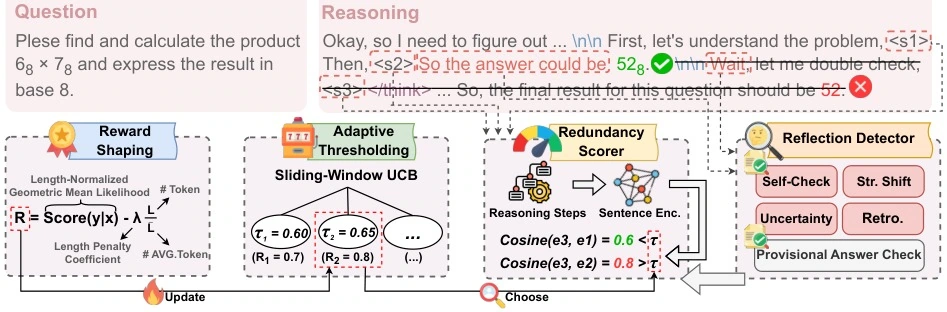 Question
Plese find and calculate the product
6₈ × 7₈ and express the result in
base 8.
Reasoning
Okay, so I need to figure out ... \n\n First, let's understand the problem, <s1>
Then, <s2> So the answer could be 52₈. \n\n Wait, let me double check,
<s3> </think> ... So, the final result for this question should be 52.
Reward
Shaping
Length-Normalized
Geometric Mean Likelihood
# Token
R = Score(y|x) - λ L/L̄
Length Penalty
Coefficient
# AVG.Token
Update
Adaptive
Thresholding
Sliding-Window UCB
τ₁ = 0.60
τ₂ = 0.65
...
(R₁ = 0.7)
(R₂ = 0.8)
(...)
Choose
Redundancy
Scorer
Reasoning Steps
Sentence Enc.
Cosine(e3, e1) = 0.6 < τ
Cosine(e3, e2) = 0.8 > τ
Reflection Detector
Self-Check
Str. Shift
Uncertainty
Retro.
Provisional Answer Check